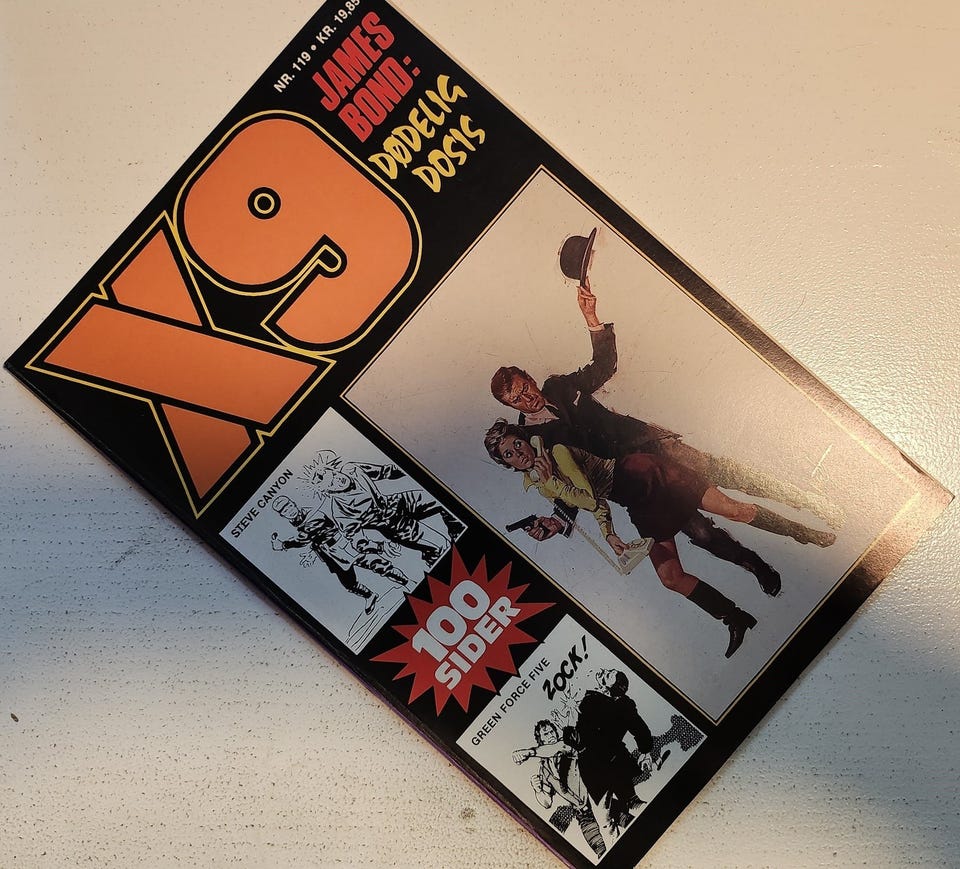 NR. 119 • KR. 19,85
JAMES
BOND:
DØDELIG
DOSIS
X9
STEVE CANYON
100
SIDER
GREEN FORCE FIVE
ZOCK!